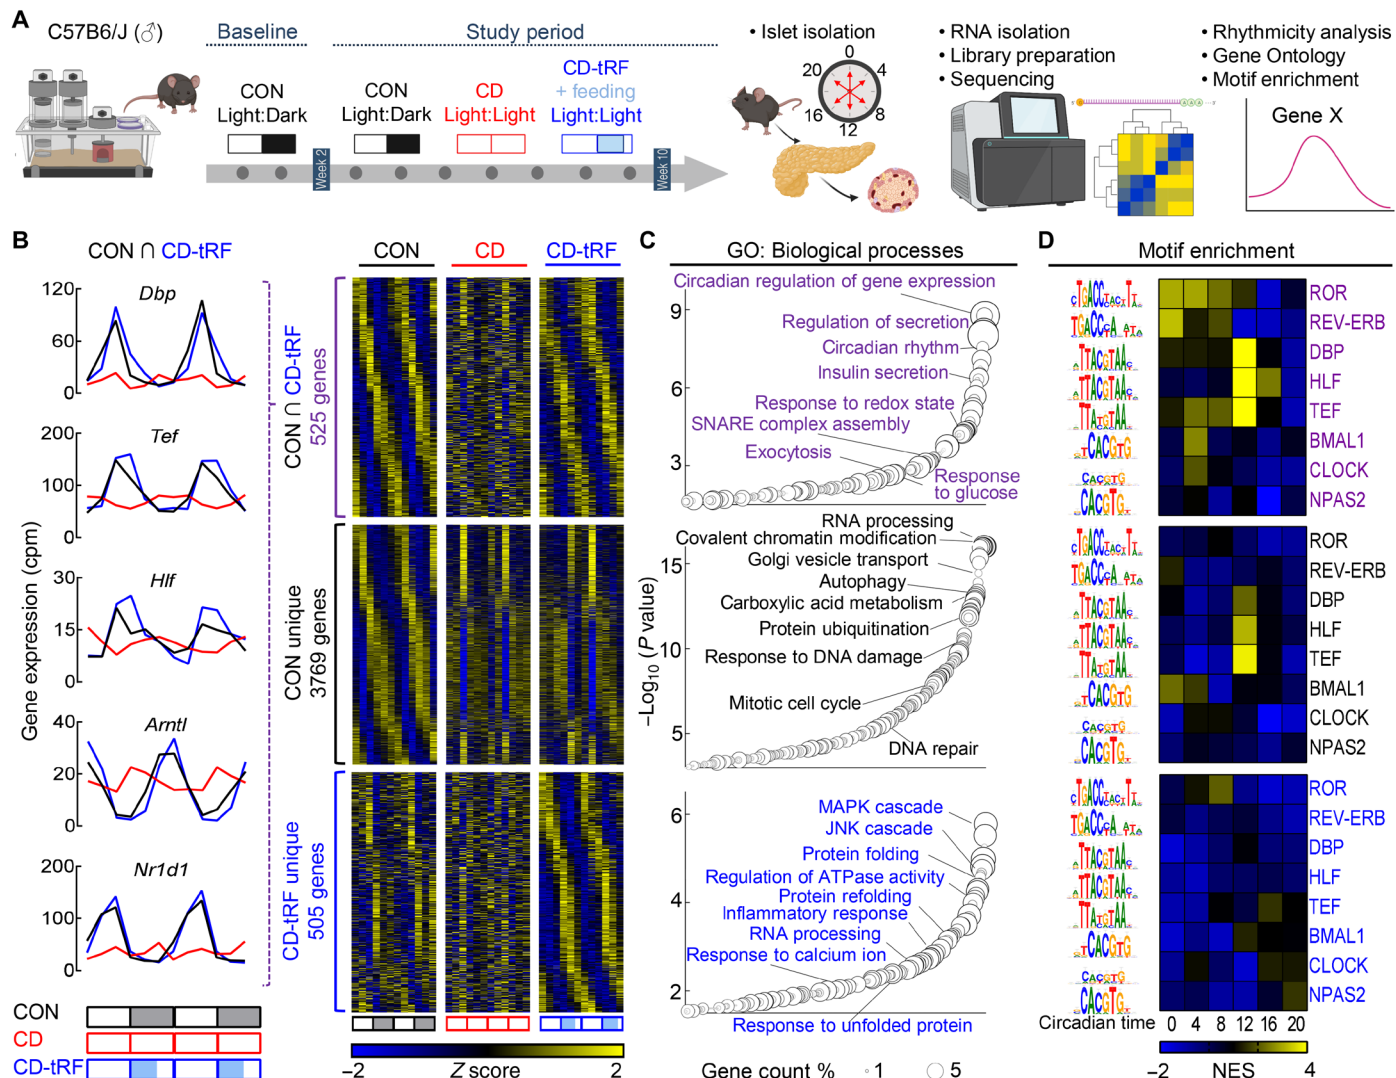 A
C57B6/J (♂)
Baseline
Study period
CON
Light:Dark
CON
Light:Dark
CD
Light:Light
CD-tRF
+ feeding
Light:Light
Week 2
Week 10
• Islet isolation
0
4
8
12
16
20
• RNA isolation
• Library preparation
• Sequencing
• Rhythmicity analysis
• Gene Ontology
• Motif enrichment
Gene X
B
CON ∩ CD-tRF
Gene expression (cpm)
Dbp
120
60
0
Tef
200
100
0
Hlf
30
15
0
Arntl
40
20
0
Nr1d1
200
100
0
CON
CD
CD-tRF
CON
CD
CD-tRF
CON ∩ CD-tRF
525 genes
CON unique
3769 genes
CD-tRF unique
505 genes
−2
Z score
2
C
GO: Biological processes
−Log10 (P value)
9
6
3
Circadian regulation of gene expression
Regulation of secretion
Circadian rhythm
Insulin secretion
Response to redox state
SNARE complex assembly
Exocytosis
Response
to glucose
15
10
5
RNA processing
Covalent chromatin modification
Golgi vesicle transport
Autophagy
Carboxylic acid metabolism
Protein ubiquitination
Response to DNA damage
Mitotic cell cycle
DNA repair
6
4
2
MAPK cascade
JNK cascade
Protein folding
Regulation of ATPase activity
Protein refolding
Inflammatory response
RNA processing
Response to calcium ion
Response to unfolded protein
Gene count %
1
5
D
Motif enrichment
ROR
REV-ERB
DBP
HLF
TEF
BMAL1
CLOCK
NPAS2
ROR
REV-ERB
DBP
HLF
TEF
BMAL1
CLOCK
NPAS2
ROR
REV-ERB
DBP
HLF
TEF
BMAL1
CLOCK
NPAS2
Circadian time
0 4 8 12 16 20
−2
NES
4